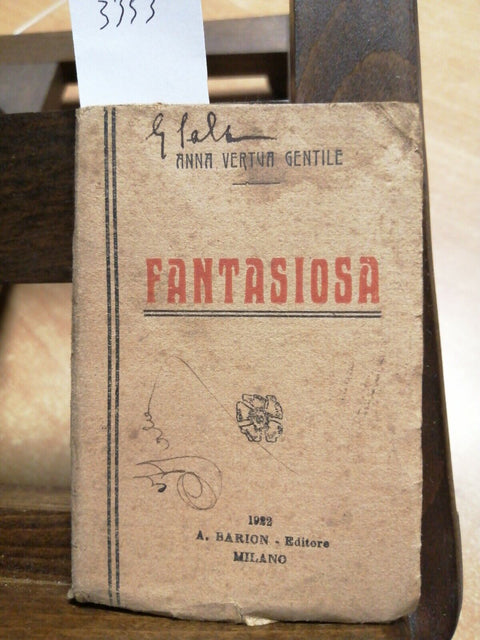 3353
ANNA VERTUA GENTILE
FANTASIOSA
1922
A. BARION - Editore
MILANO